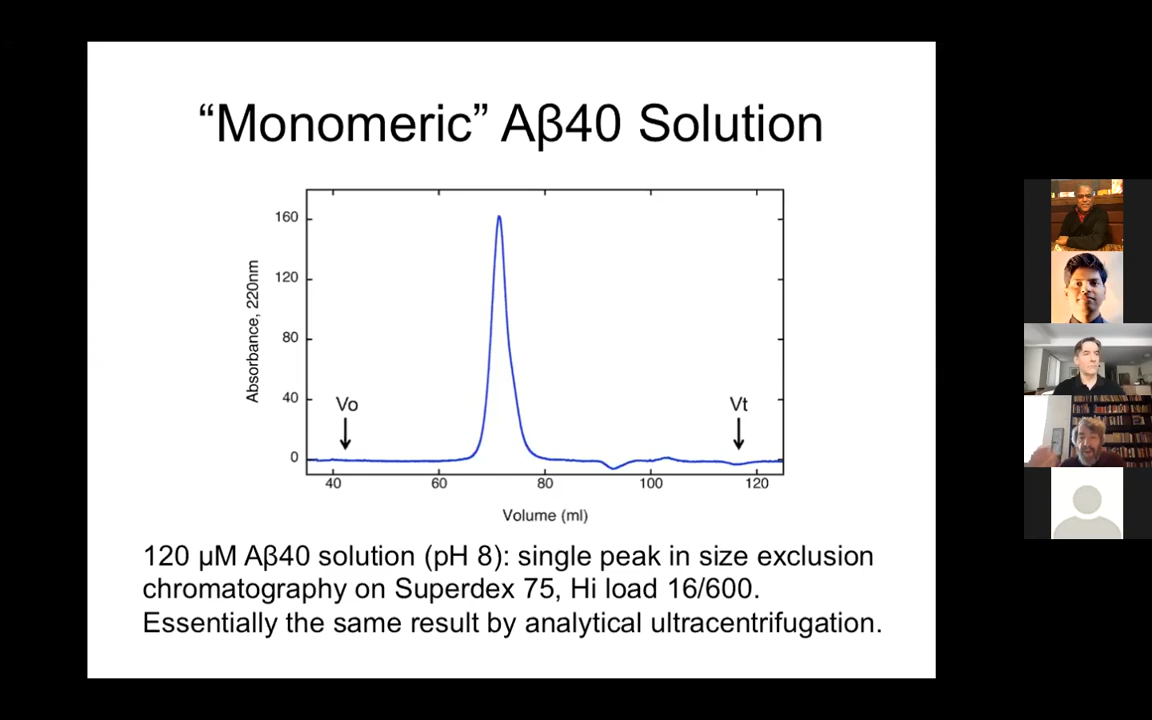 “Monomeric” Aβ40 Solution
160
120
80
40
0
Absorbance, 220nm
Vo
Vt
40 60 80 100 120
Volume (ml)
120 μM Aβ40 solution (pH 8): single peak in size exclusion
chromatography on Superdex 75, Hi load 16/600.
Essentially the same result by analytical ultracentrifugation.